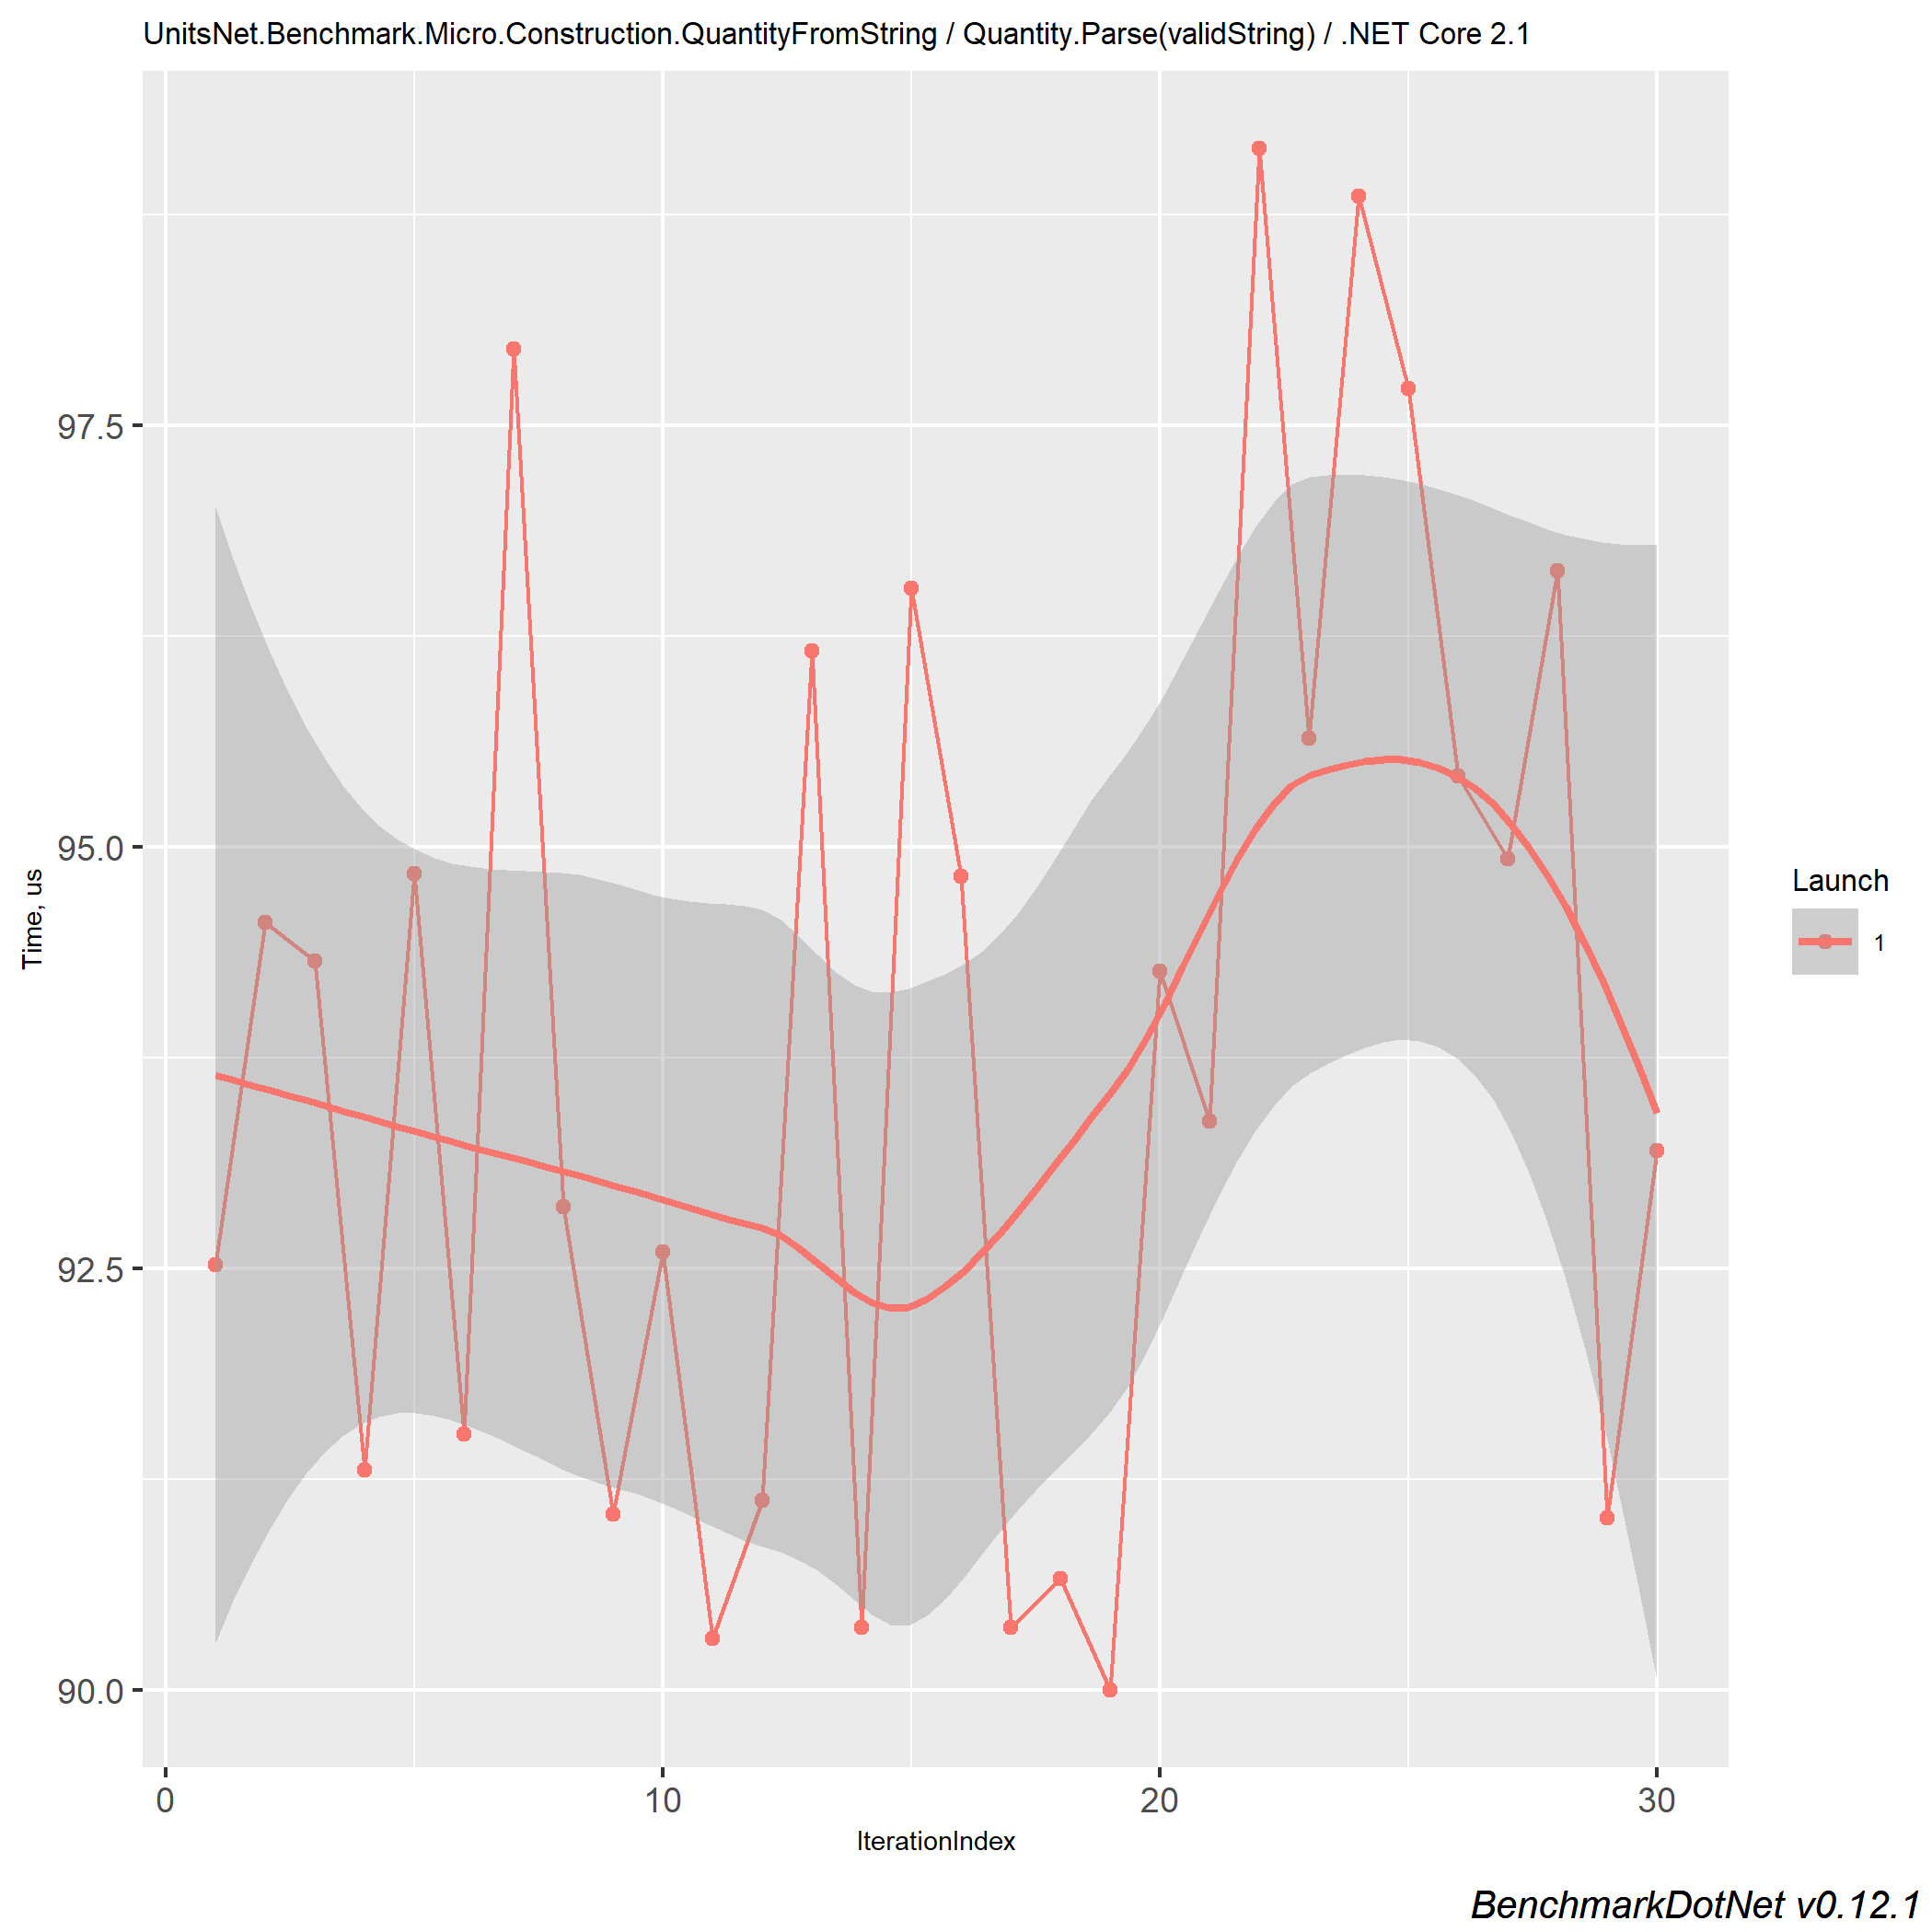 UnitsNet.Benchmark.Micro.Construction.QuantityFromString / Quantity.Parse(validString) / .NET Core 2.1
97.5
95.0
92.5
90.0
Time, us
0 10 20 30
IterationIndex
Launch
1
BenchmarkDotNet v0.12.1